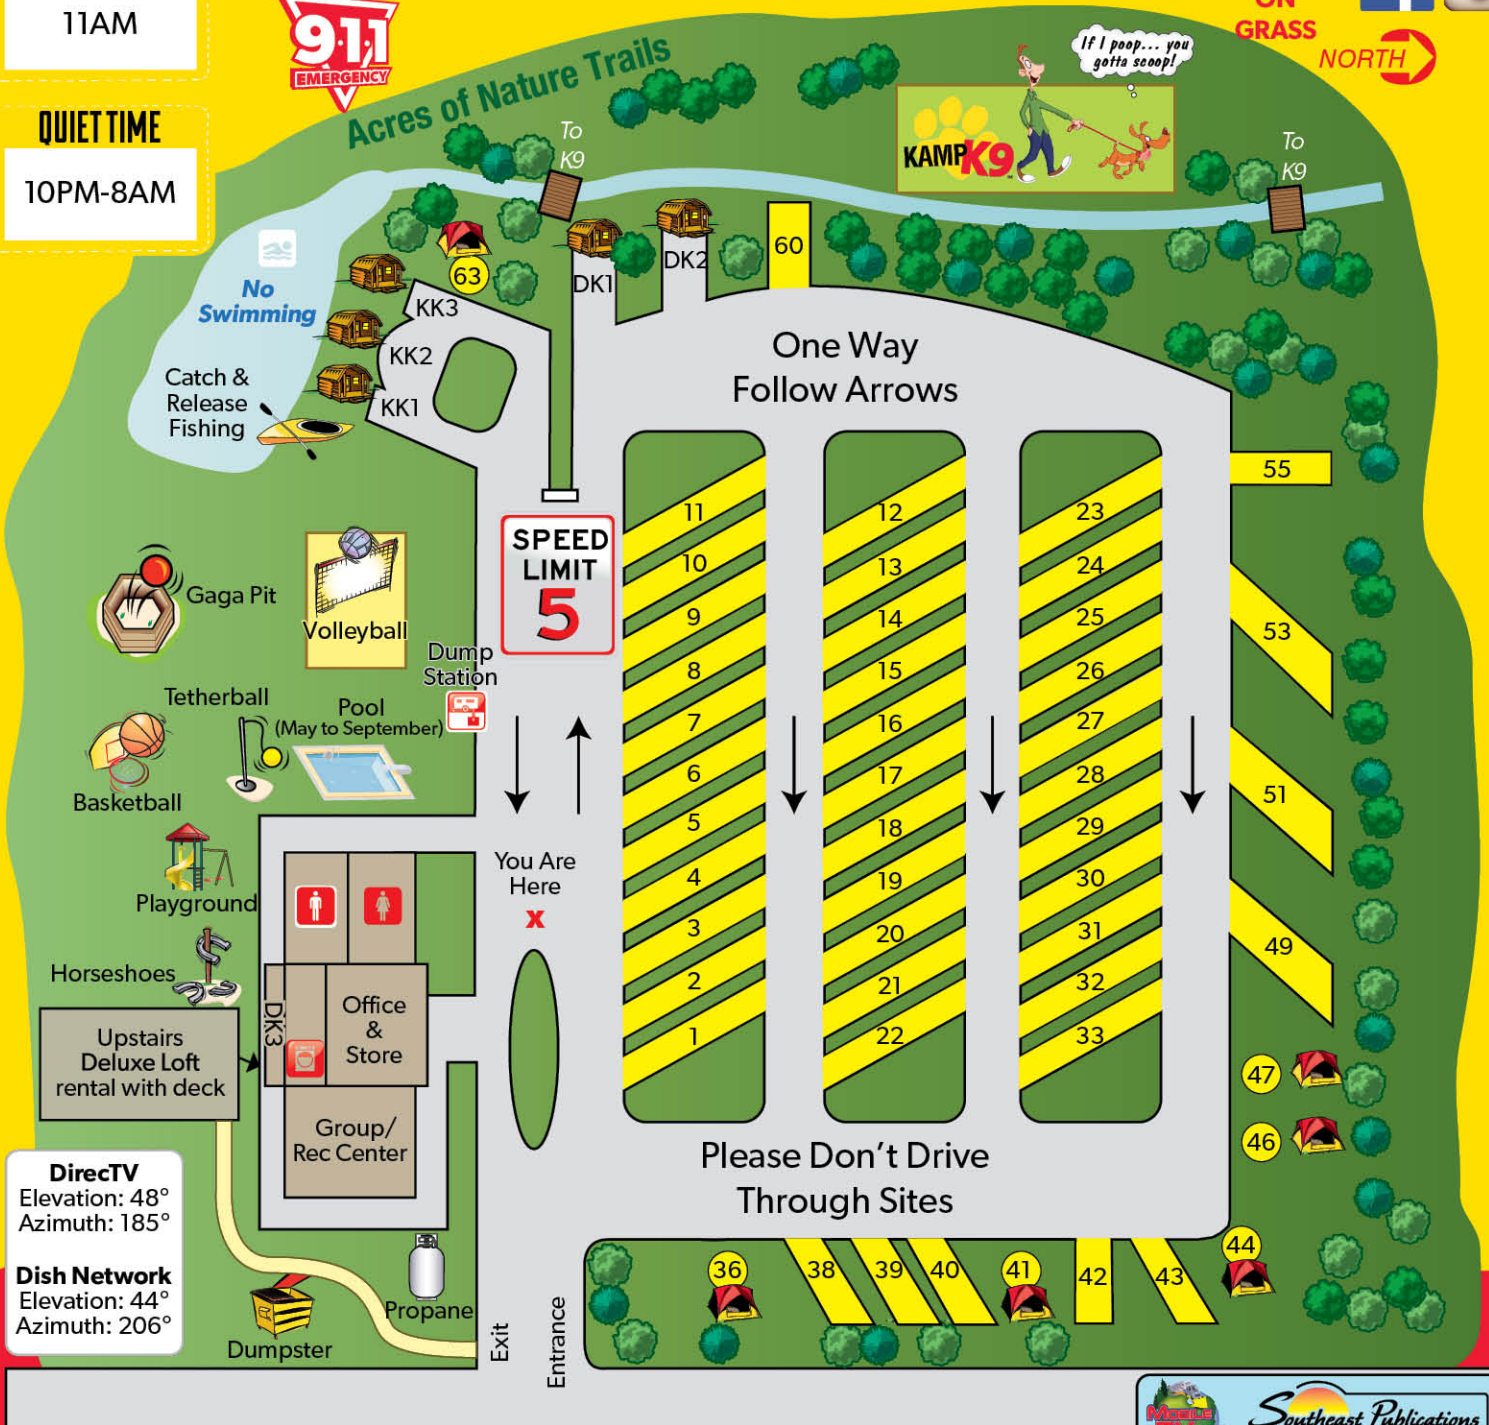 11AM
QUIET TIME
10PM-8AM
9·1·1
EMERGENCY
Acres of Nature Trails
ON
GRASS
NORTH
If I poop... you
gotta scoop!
KAMP K9
To
K9
To
K9
No
Swimming
Catch &
Release
Fishing
63
DK1
DK2
60
KK3
KK2
KK1
One Way
Follow Arrows
SPEED
LIMIT
5
Gaga Pit
Volleyball
Dump
Station
Tetherball
Pool
(May to September)
Basketball
Playground
Horseshoes
You Are
Here
X
DK3
Office
&
Store
Upstairs
Deluxe Loft
rental with deck
Group/
Rec Center
11
10
9
8
7
6
5
4
3
2
1
12
13
14
15
16
17
18
19
20
21
22
23
24
25
26
27
28
29
30
31
32
33
55
53
51
49
47
46
44
Please Don't Drive
Through Sites
36
38
39
40
41
42
43
DirecTV
Elevation: 48°
Azimuth: 185°
Dish Network
Elevation: 44°
Azimuth: 206°
Dumpster
Propane
Exit
Entrance
MOBILE
Southeast Publications